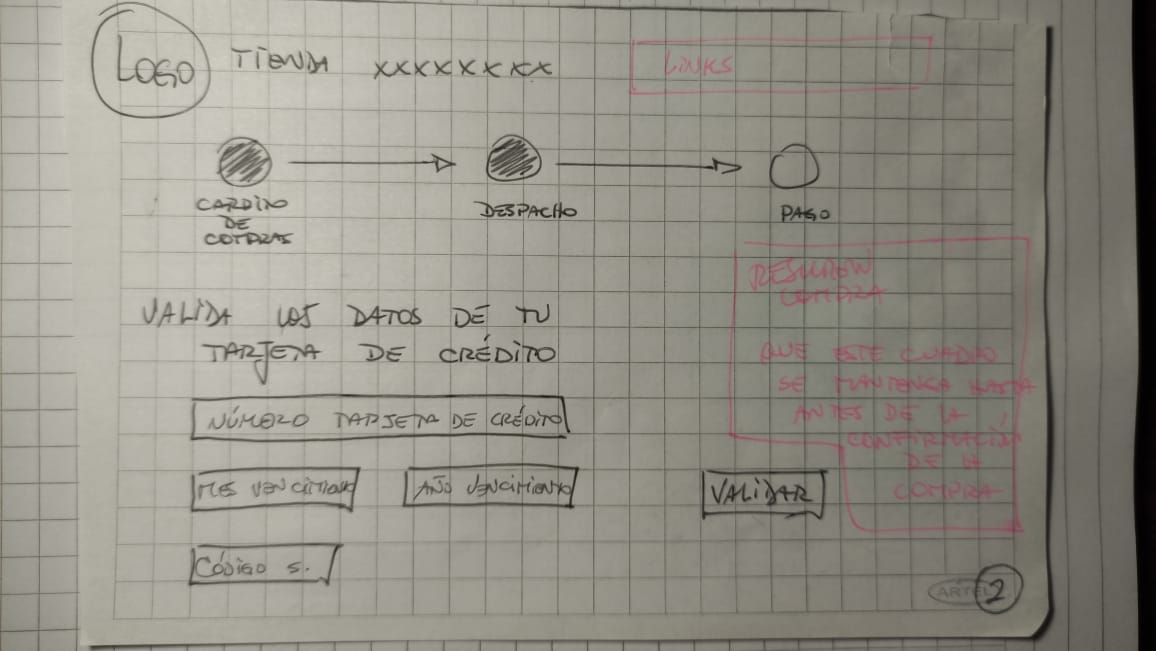 LOGO
TIENDA XXXXXXXXX
LINKS
CARRITO
DE
COMPRAS
DESPACHO
PAGO
RESUMEN
COMPRA
QUE ESTE CUADRO
SE MANTENGA HASTA
ANTES DE LA
CONFIRMACIÓN
DE LA
COMPRA
VALIDA LOS DATOS DE TU
TARJETA DE CRÉDITO
NÚMERO TARJETA DE CRÉDITO
MES VENCIMIENTO
AÑO VENCIMIENTO
VALIDAR
CÓDIGO S.
ARTEL
2